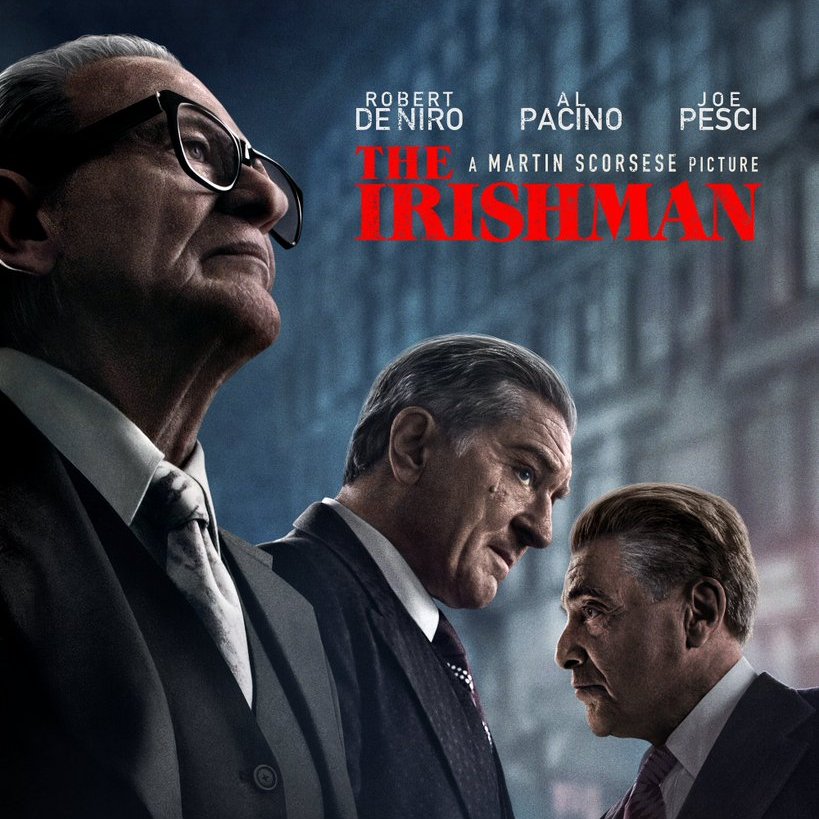 ROBERT DE NIRO
AL PACINO
JOE PESCI
THE
A MARTIN SCORSESE PICTURE
IRISHMAN